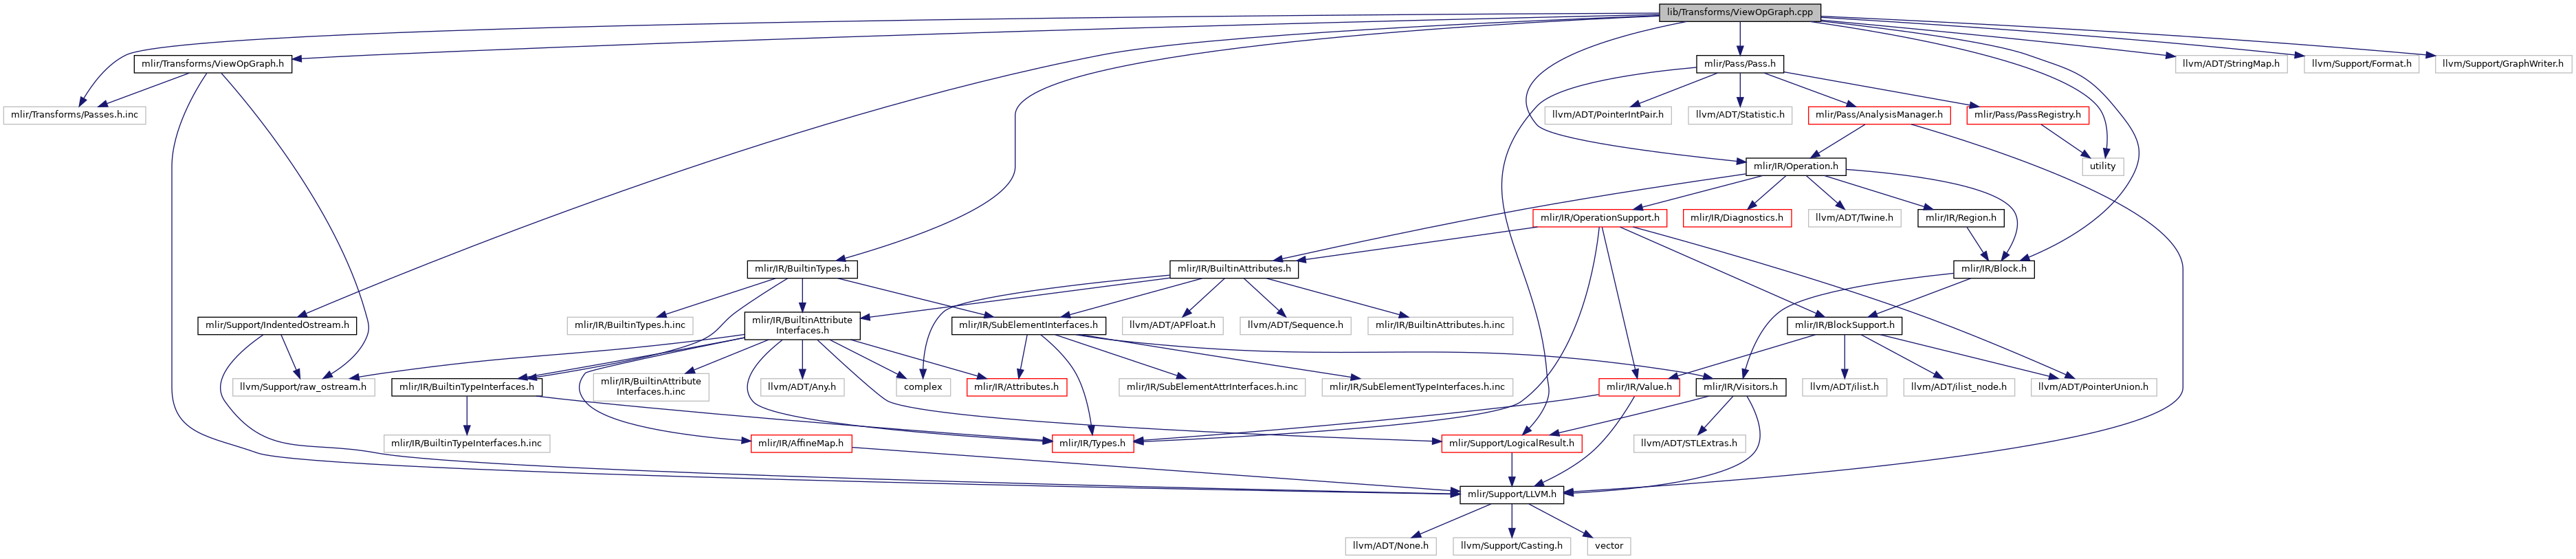 lib/Transforms/ViewOpGraph.cpp
mlir/Transforms/ViewOpGraph.h
mlir/Pass/Pass.h
llvm/ADT/StringMap.h
llvm/Support/Format.h
llvm/Support/GraphWriter.h
mlir/Transforms/Passes.h.inc
llvm/ADT/PointerIntPair.h
llvm/ADT/Statistic.h
mlir/Pass/AnalysisManager.h
mlir/Pass/PassRegistry.h
mlir/IR/Operation.h
utility
mlir/IR/OperationSupport.h
mlir/IR/Diagnostics.h
llvm/ADT/Twine.h
mlir/IR/Region.h
mlir/IR/BuiltinTypes.h
mlir/IR/BuiltinAttributes.h
mlir/IR/Block.h
mlir/Support/IndentedOstream.h
mlir/IR/BuiltinTypes.h.inc
mlir/IR/BuiltinAttribute
Interfaces.h
mlir/IR/SubElementInterfaces.h
llvm/ADT/APFloat.h
llvm/ADT/Sequence.h
mlir/IR/BuiltinAttributes.h.inc
mlir/IR/BlockSupport.h
llvm/Support/raw_ostream.h
mlir/IR/BuiltinTypeInterfaces.h
mlir/IR/BuiltinAttribute
Interfaces.h.inc
llvm/ADT/Any.h
complex
mlir/IR/Attributes.h
mlir/IR/SubElementAttrInterfaces.h.inc
mlir/IR/SubElementTypeInterfaces.h.inc
mlir/IR/Value.h
mlir/IR/Visitors.h
llvm/ADT/ilist.h
llvm/ADT/ilist_node.h
llvm/ADT/PointerUnion.h
mlir/IR/BuiltinTypeInterfaces.h.inc
mlir/IR/AffineMap.h
mlir/IR/Types.h
mlir/Support/LogicalResult.h
llvm/ADT/STLExtras.h
mlir/Support/LLVM.h
llvm/ADT/None.h
llvm/Support/Casting.h
vector